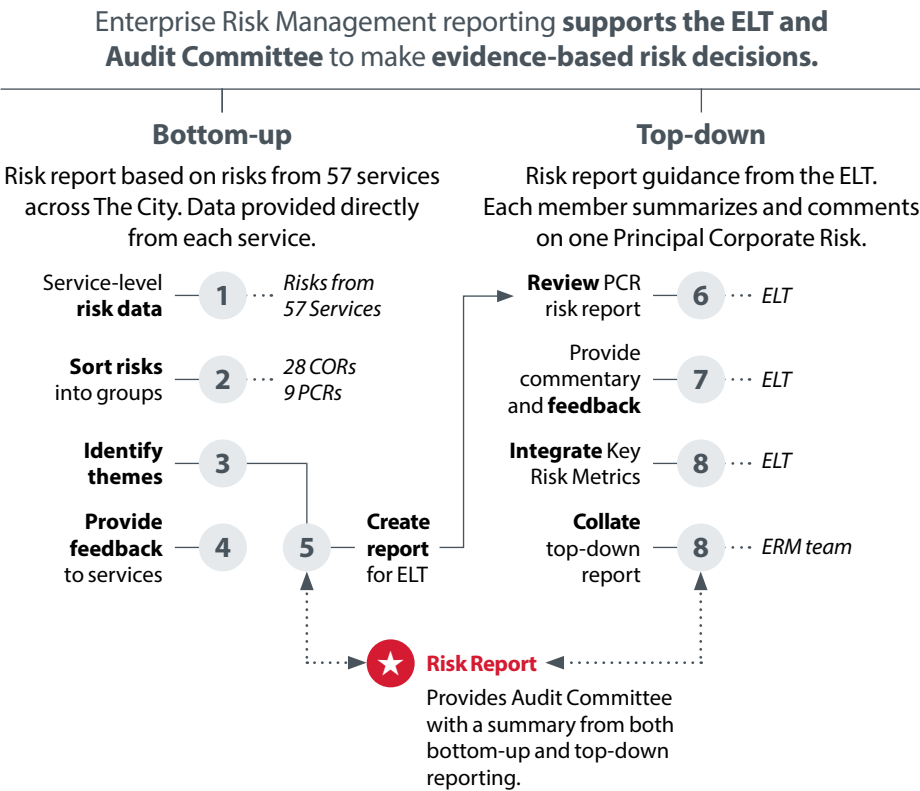 Enterprise Risk Management reporting supports the ELT and
Audit Committee to make evidence-based risk decisions.
Bottom-up
Risk report based on risks from 57 services
across The City. Data provided directly
from each service.
Service-level
risk data
1
Risks from
57 Services
Sort risks
into groups
2
28 CORs
9 PCRs
Identify
themes
3
Provide
feedback
to services
4
5
Create
report
for ELT
Top-down
Risk report guidance from the ELT.
Each member summarizes and comments
on one Principal Corporate Risk.
Review PCR
risk report
6
ELT
Provide
commentary
and feedback
7
ELT
Integrate Key
Risk Metrics
8
ELT
Collate
top-down
report
8
ERM team
Risk Report
Provides Audit Committee
with a summary from both
bottom-up and top-down
reporting.